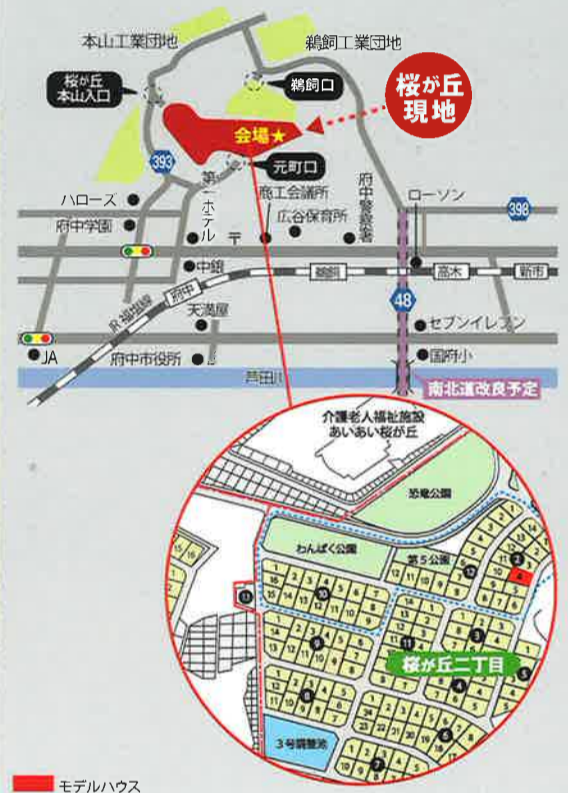 本山工業団地
鵜飼工業団地
桜が丘
本山入口
鵜飼口
桜が丘
現地
会場★
393
元町口
ハローズ
第一ホテル
商工会議所
府中警察署
ローソン
398
府中学園
〒
広谷保育所
中銀
鵜飼
高木
新市
JR・福塩線
府中
48
天満屋
セブンイレブン
JA
府中市役所
国府小
芦田川
南北道改良予定
介護老人福祉施設
あいあい桜が丘
恐竜公園
わんぱく公園
第5公園
桜が丘二丁目
3号調整池
モデルハウス